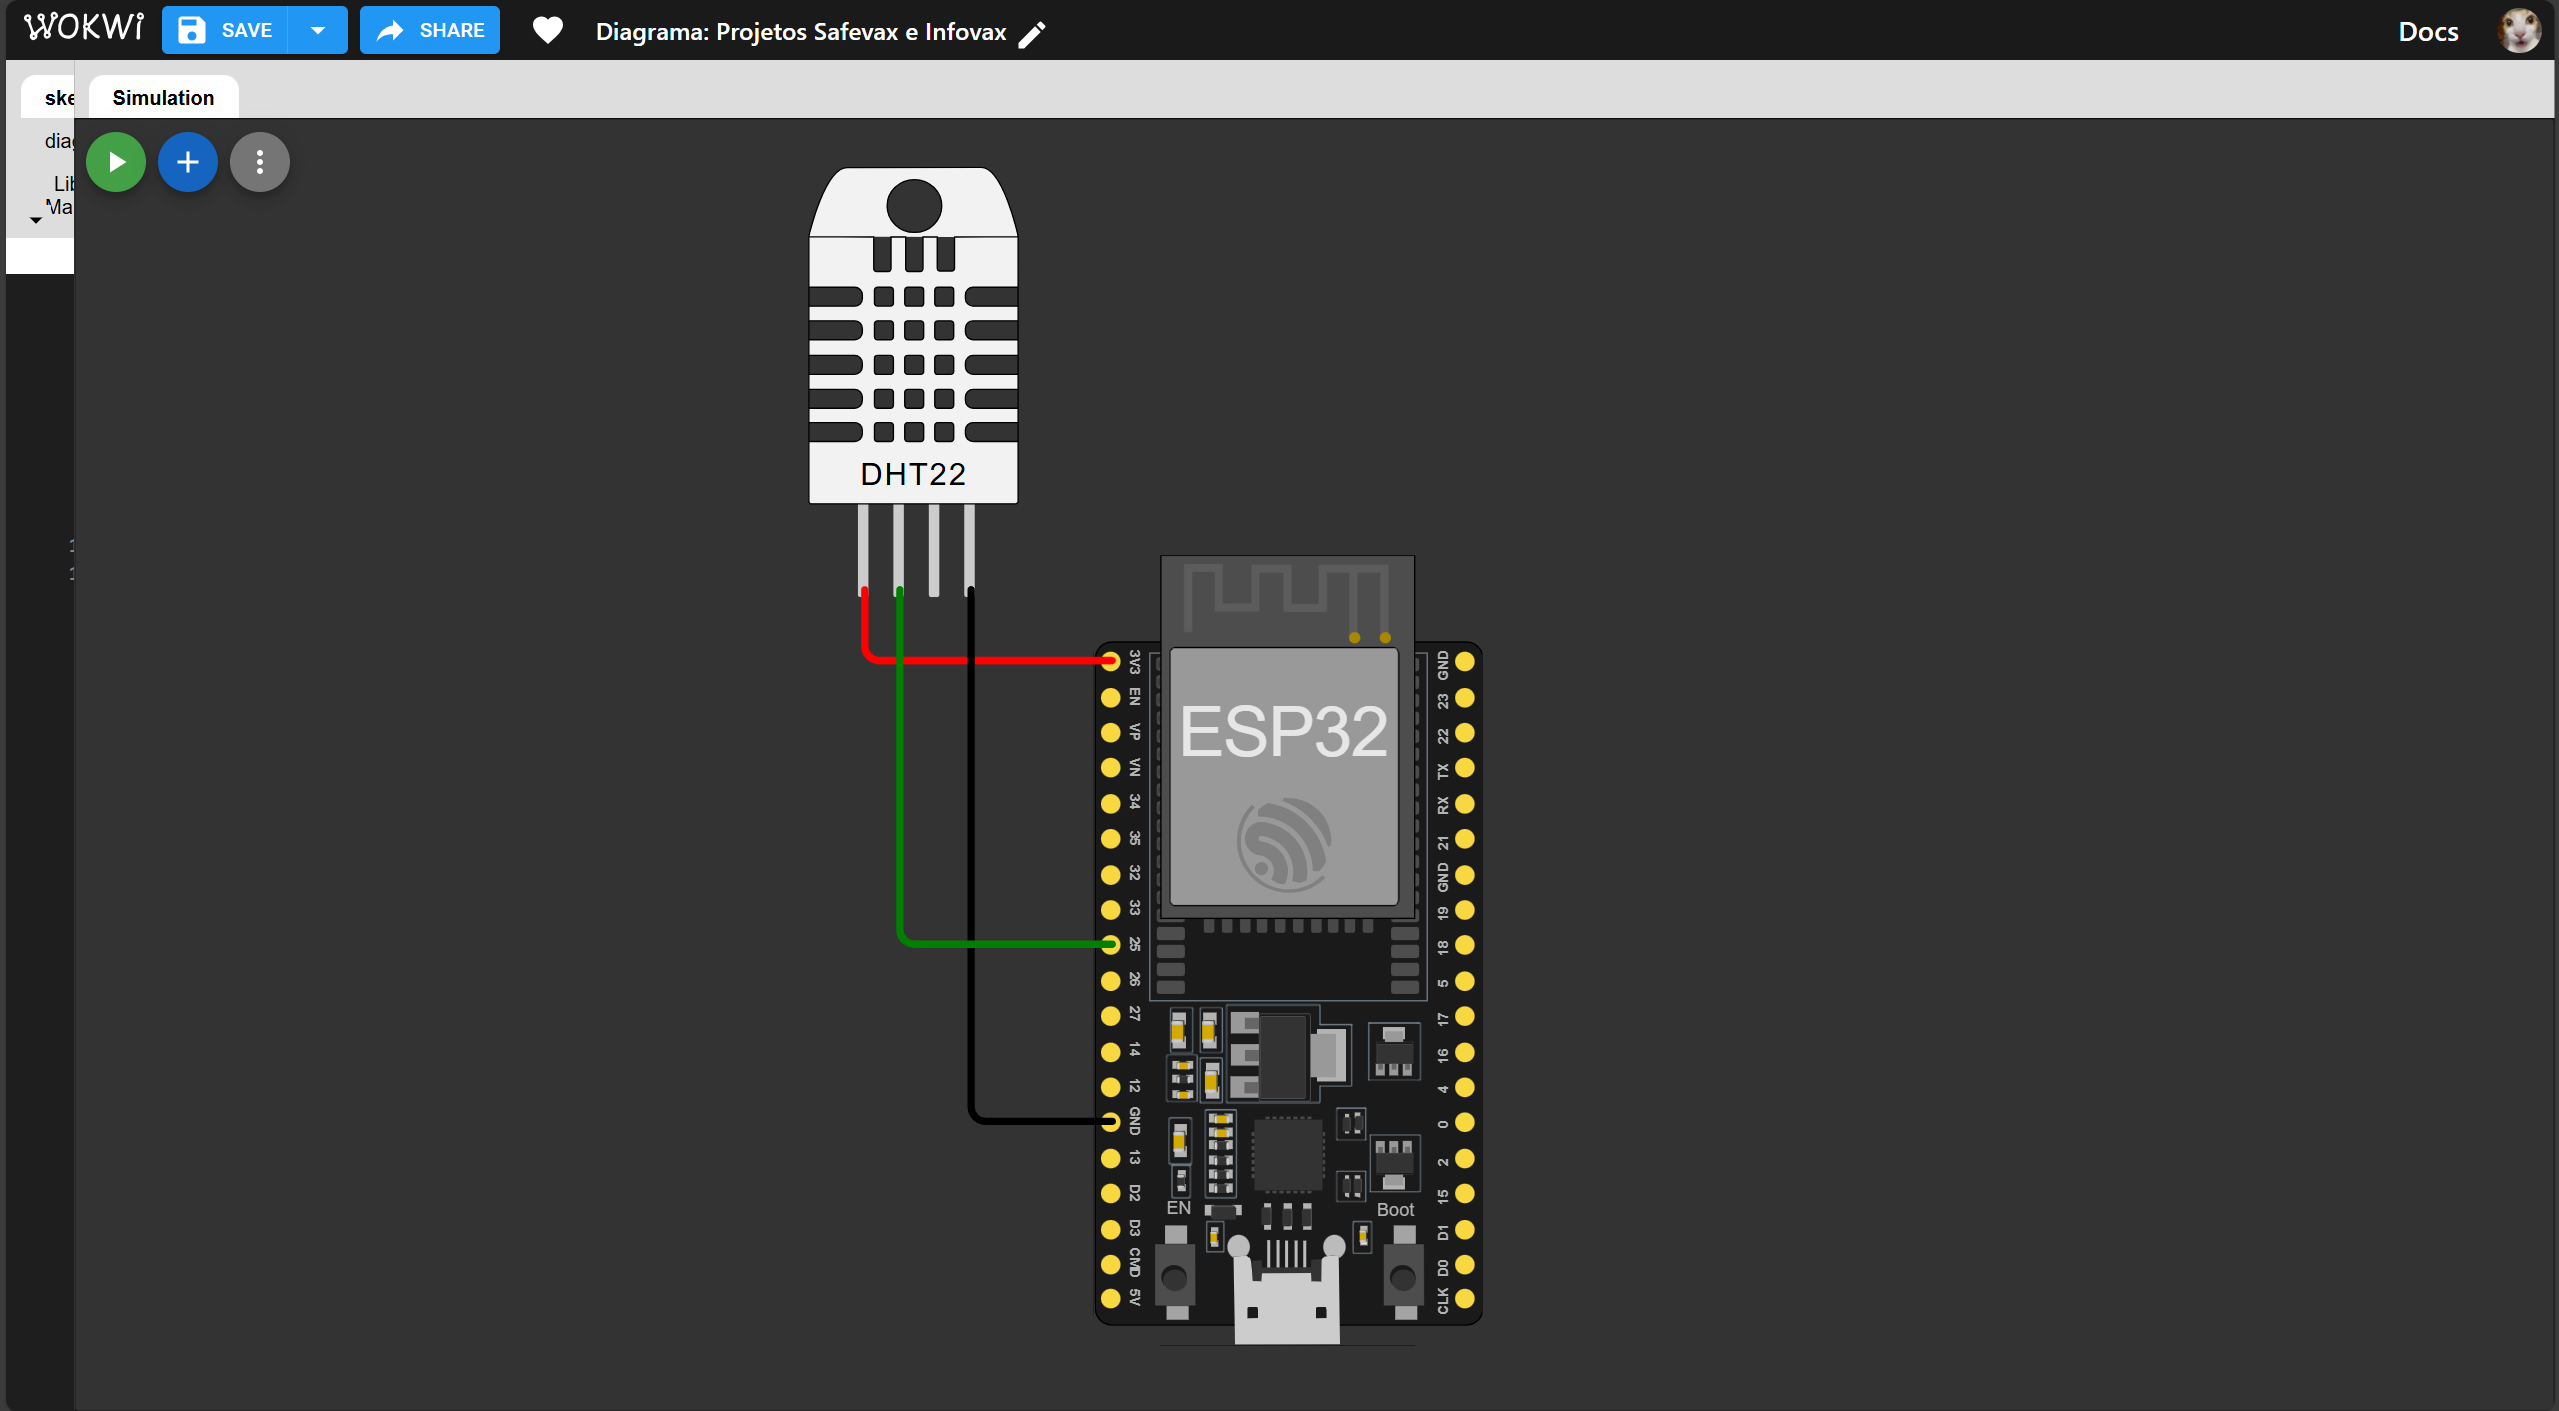 WOKWi
SAVE
SHARE
Diagrama: Projetos Safevax e Infovax
Docs
ske
Simulation
diag
Lib
Ma
DHT22
ESP32
3V3
EN
VP
VN
34
35
32
33
25
26
27
14
12
GND
13
D2
D3
CMD
5V
GND
23
22
TX
RX
21
GND
19
18
5
17
16
4
0
2
15
D1
D0
CLK
EN
Boot